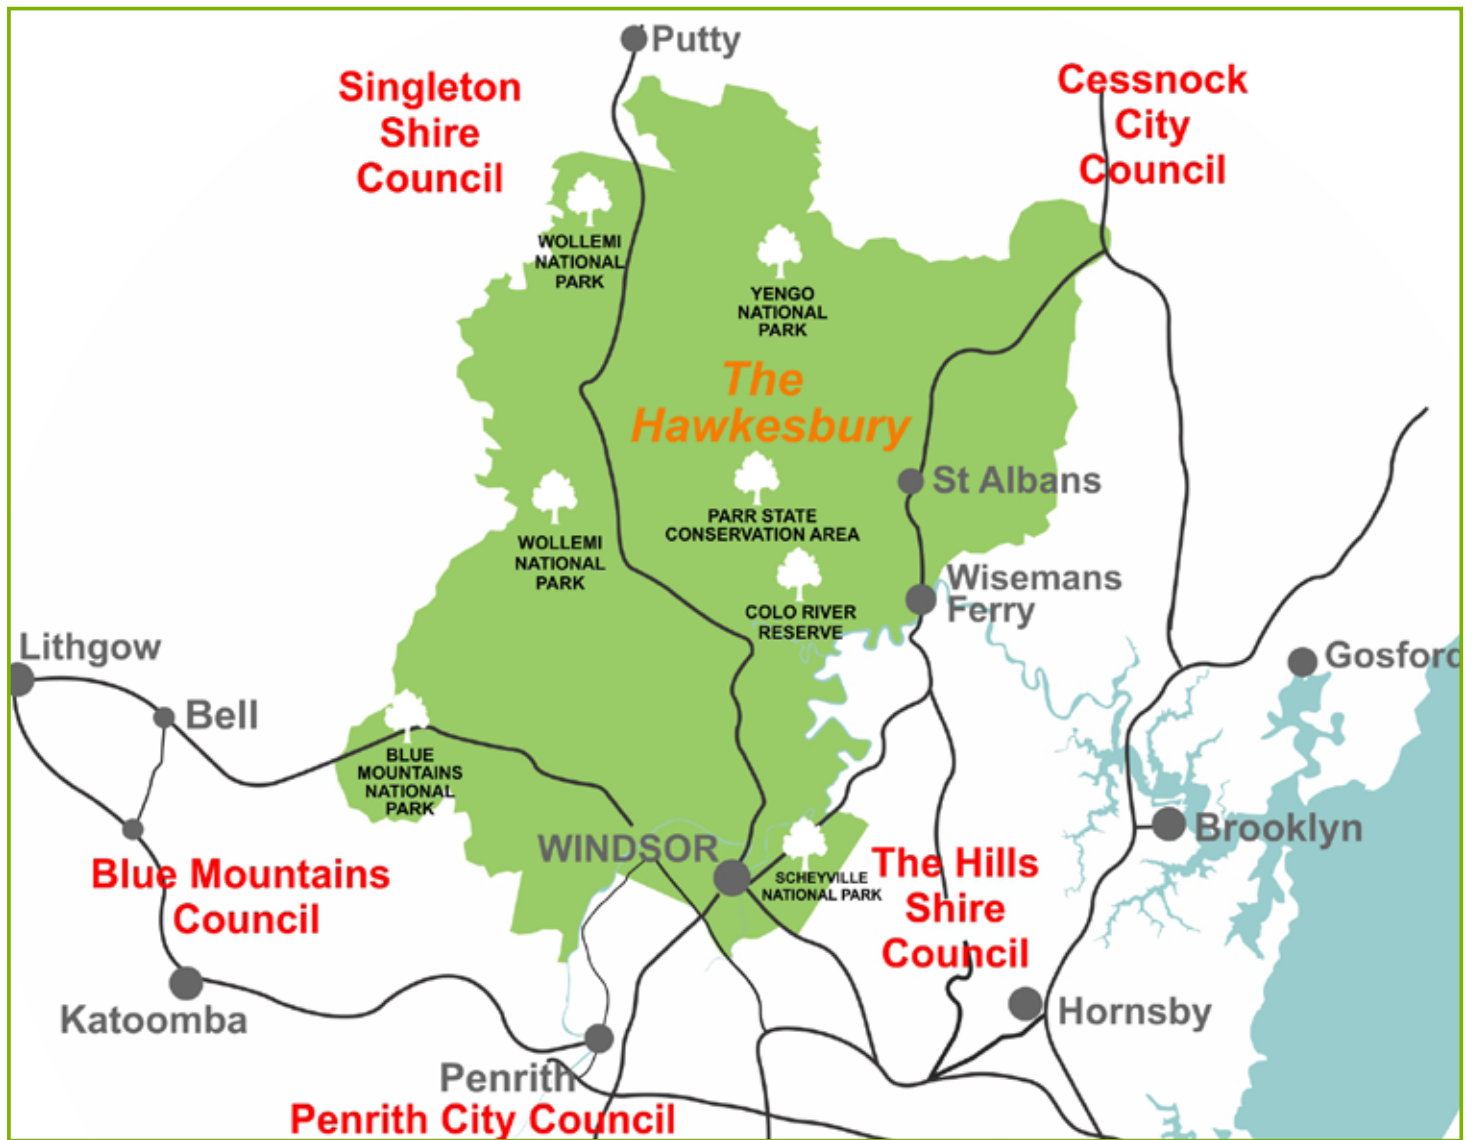 Putty
Singleton
Shire
Council
Cessnock
City
Council
WOLLEMI
NATIONAL
PARK
YENGO
NATIONAL
PARK
The
Hawkesbury
St Albans
PARR STATE
CONSERVATION AREA
WOLLEMI
NATIONAL
PARK
Wisemans
Ferry
COLO RIVER
RESERVE
Lithgow
Gosford
Bell
BLUE
MOUNTAINS
NATIONAL
PARK
Brooklyn
WINDSOR
SCHEYVILLE
NATIONAL PARK
The Hills
Shire
Council
Blue Mountains
Council
Katoomba
Hornsby
Penrith
Penrith City Council